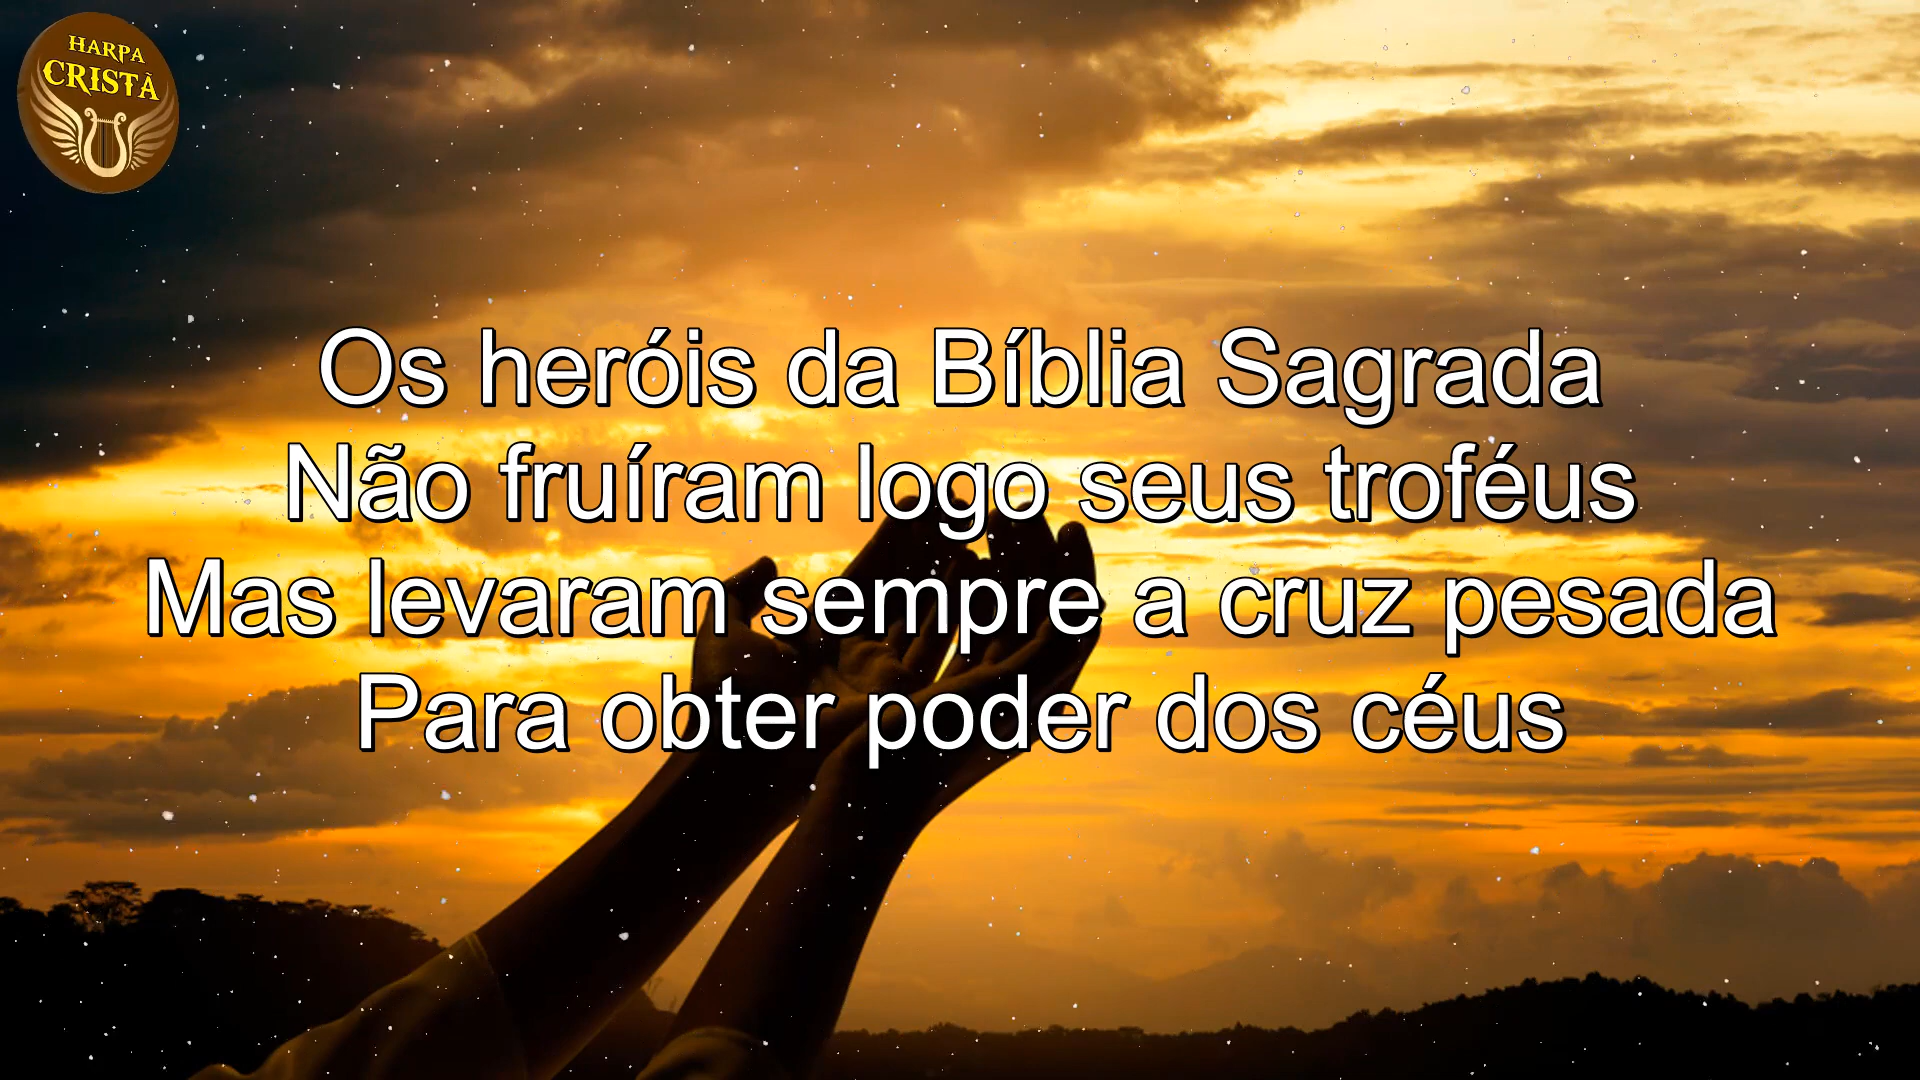 HARPA
CRISTÃ
Os heróis da Bíblia Sagrada
Não fruíram logo seus troféus
Mas levaram sempre a cruz pesada
Para obter poder dos céus